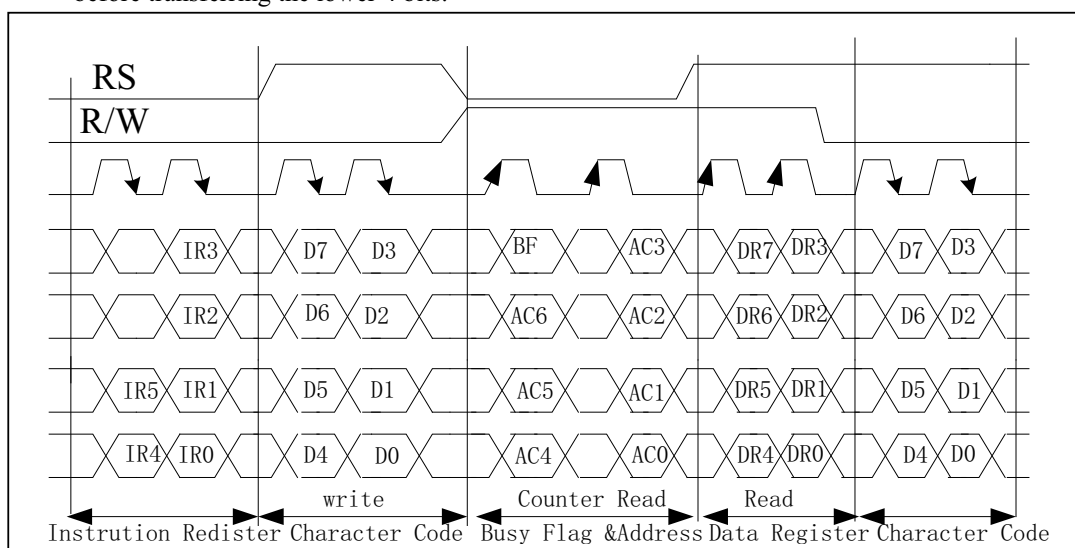 before transferring the lower 4 bits.
RS
R/W
IR3 D7 D3 BF AC3 DR7 DR3 D7 D3
IR2 D6 D2 AC6 AC2 DR6 DR2 D6 D2
IR5 IR1 D5 D1 AC5 AC1 DR5 DR1 D5 D1
IR4 IR0 D4 D0 AC4 AC0 DR4 DR0 D4 D0
write Counter Read Read
Instrution Redister Character Code Busy Flag &Address Data Register Character Code